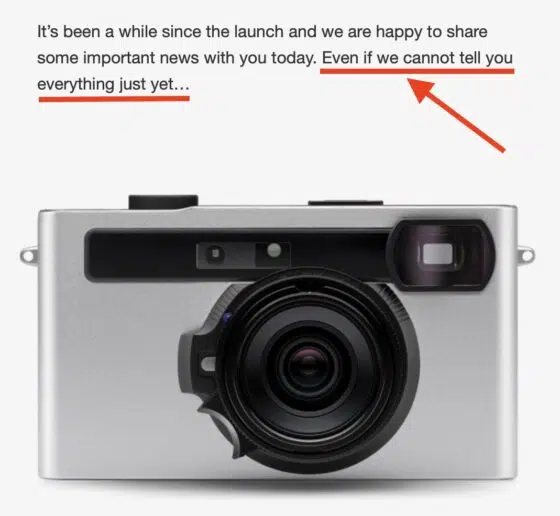 It’s been a while since the launch and we are happy to share
some important news with you today. Even if we cannot tell you
everything just yet…